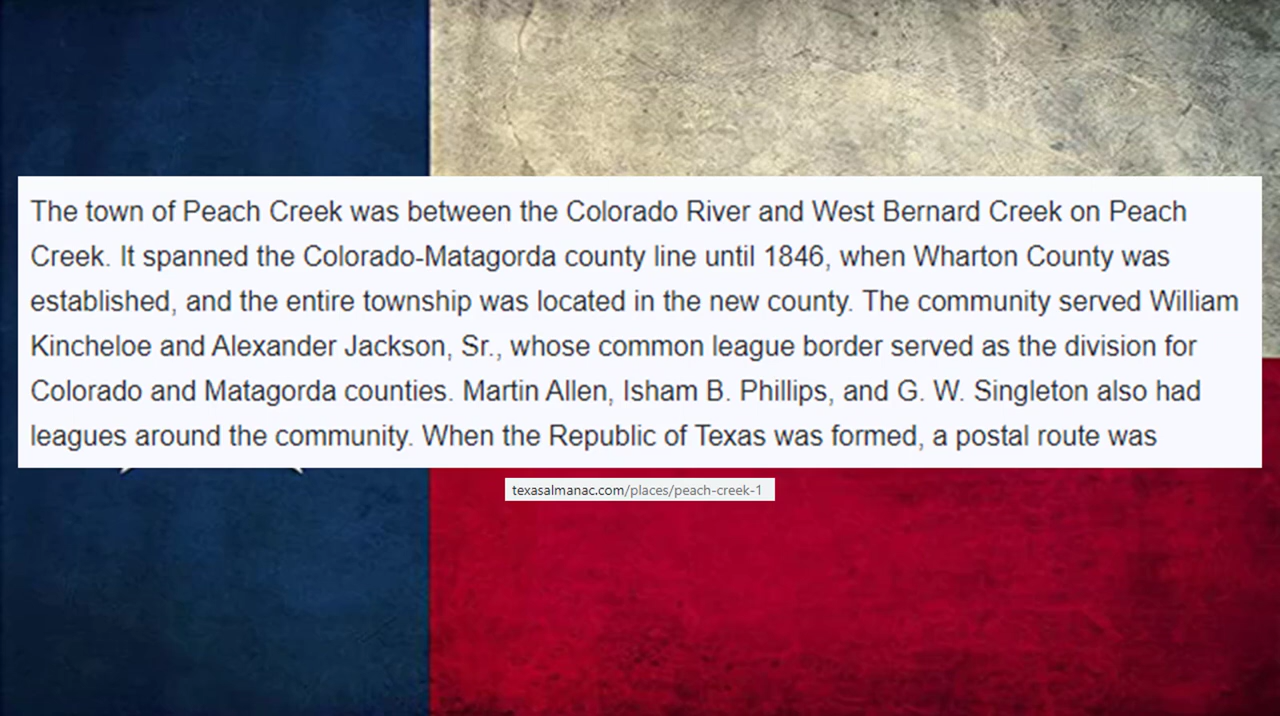 The town of Peach Creek was between the Colorado River and West Bernard Creek on Peach
Creek. It spanned the Colorado-Matagorda county line until 1846, when Wharton County was
established, and the entire township was located in the new county. The community served William
Kincheloe and Alexander Jackson, Sr., whose common league border served as the division for
Colorado and Matagorda counties. Martin Allen, Isham B. Phillips, and G. W. Singleton also had
leagues around the community. When the Republic of Texas was formed, a postal route was
texasalmanac.com/places/peach-creek-1